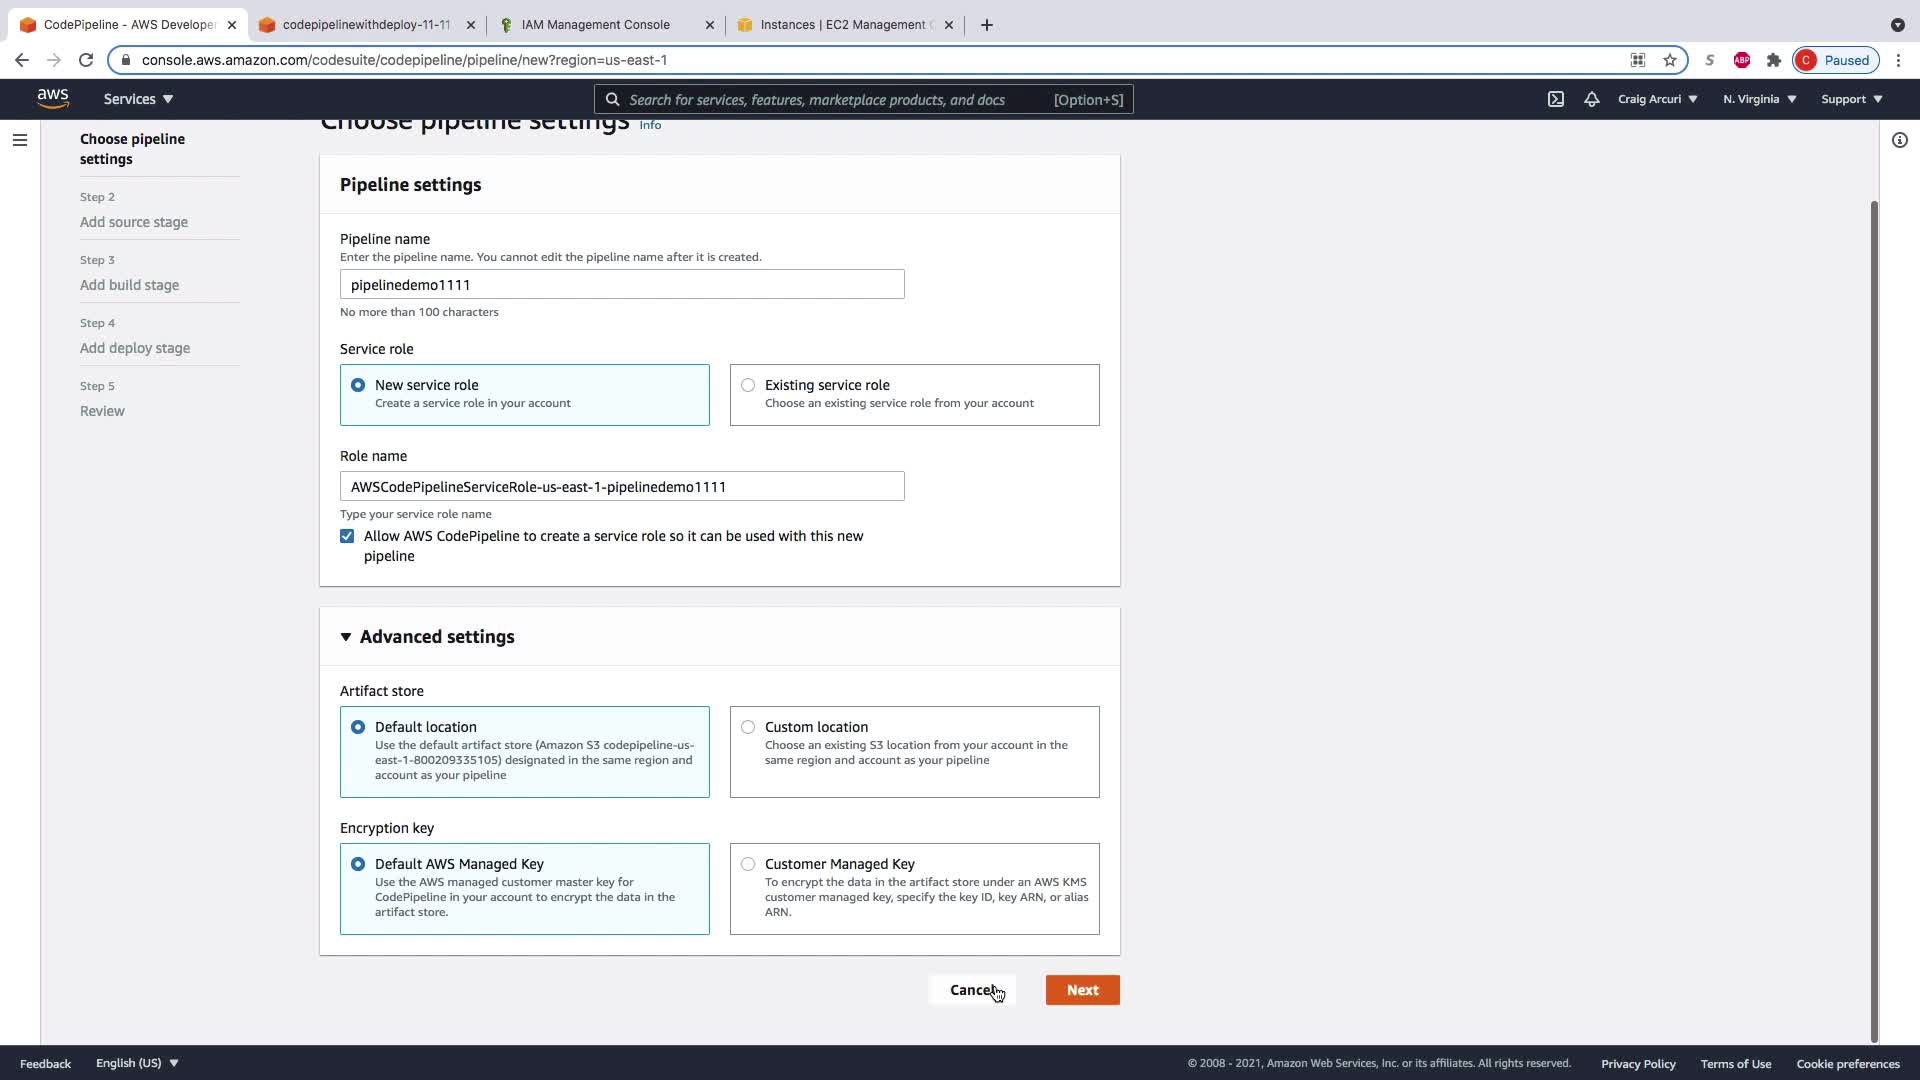 CodePipeline - AWS Developer
codepipelinewithdeploy-11-11
IAM Management Console
Instances | EC2 Management C
console.aws.amazon.com/codesuite/codepipeline/pipeline/new?region=us-east-1
S
ABP
C
Paused
aws
Services
Search for services, features, marketplace products, and docs
[Option+S]
Craig Arcuri
N. Virginia
Support
Choose pipeline settings
Step 2
Add source stage
Step 3
Add build stage
Step 4
Add deploy stage
Step 5
Review
Choose pipeline settings Info
Pipeline settings
Pipeline name
Enter the pipeline name. You cannot edit the pipeline name after it is created.
pipelinedemo1111
No more than 100 characters
Service role
New service role
Create a service role in your account
Existing service role
Choose an existing service role from your account
Role name
AWSCodePipelineServiceRole-us-east-1-pipelinedemo1111
Type your service role name
Allow AWS CodePipeline to create a service role so it can be used with this new
pipeline
Advanced settings
Artifact store
Default location
Use the default artifact store (Amazon S3 codepipeline-us-
east-1-800209335105) designated in the same region and
account as your pipeline
Custom location
Choose an existing S3 location from your account in the
same region and account as your pipeline
Encryption key
Default AWS Managed Key
Use the AWS managed customer master key for
CodePipeline in your account to encrypt the data in the
artifact store.
Customer Managed Key
To encrypt the data in the artifact store under an AWS KMS
customer managed key, specify the key ID, key ARN, or alias
ARN.
Cancel
Next
Feedback
English (US)
© 2008 - 2021, Amazon Web Services, Inc. or its affiliates. All rights reserved.
Privacy Policy
Terms of Use
Cookie preferences